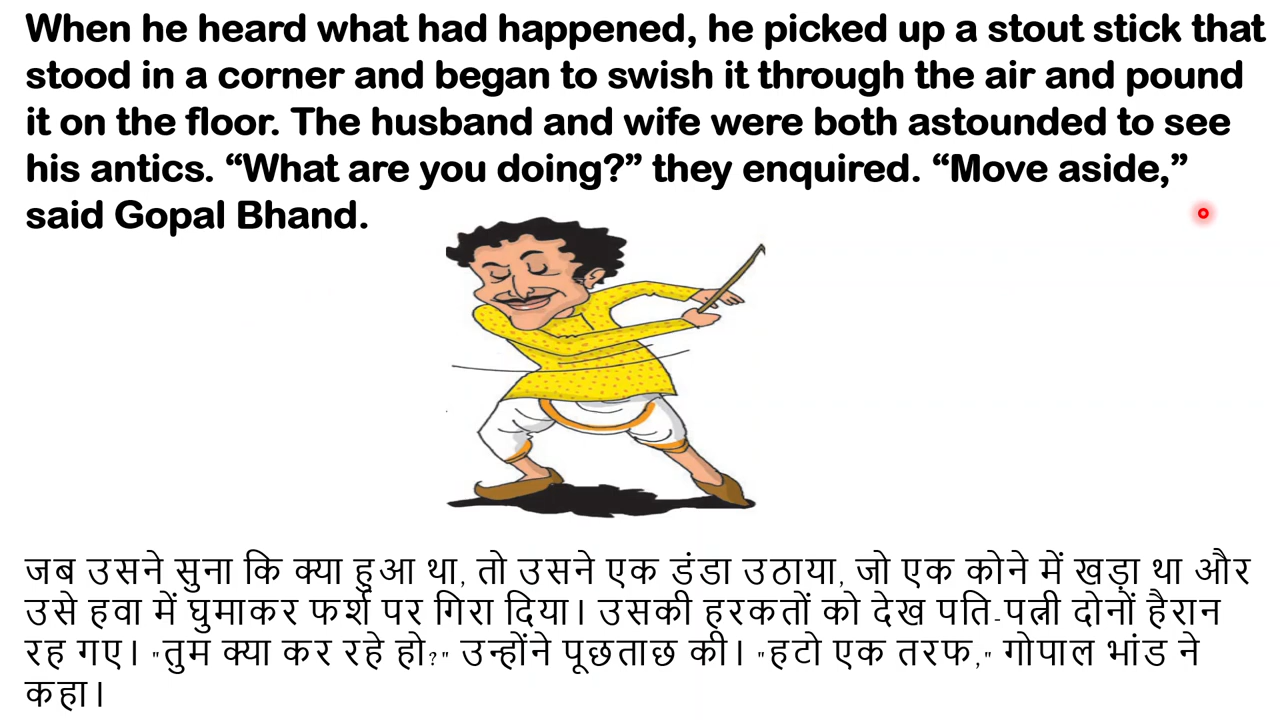 When he heard what had happened, he picked up a stout stick that
stood in a corner and began to swish it through the air and pound
it on the floor. The husband and wife were both astounded to see
his antics. “What are you doing?” they enquired. “Move aside,”
said Gopal Bhand.
जब उसने सुना कि क्या हुआ था, तो उसने एक डंडा उठाया, जो एक कोने में खड़ा था और
उसे हवा में घुमाकर फर्श पर गिरा दिया। उसकी हरकतों को देख पति-पत्नी दोनों हैरान
रह गए। "तुम क्या कर रहे हो?" उन्होंने पूछताछ की। "हटो एक तरफ," गोपाल भांड ने
कहा।